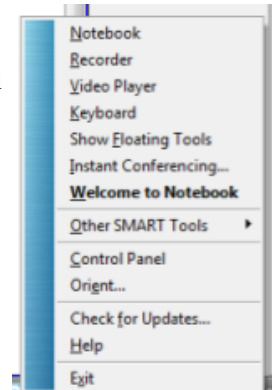 Notebook
Recorder
Video Player
Keyboard
Show Floating Tools
Instant Conferencing...
Welcome to Notebook
Other SMART Tools
Control Panel
Orient...
Check for Updates...
Help
Exit